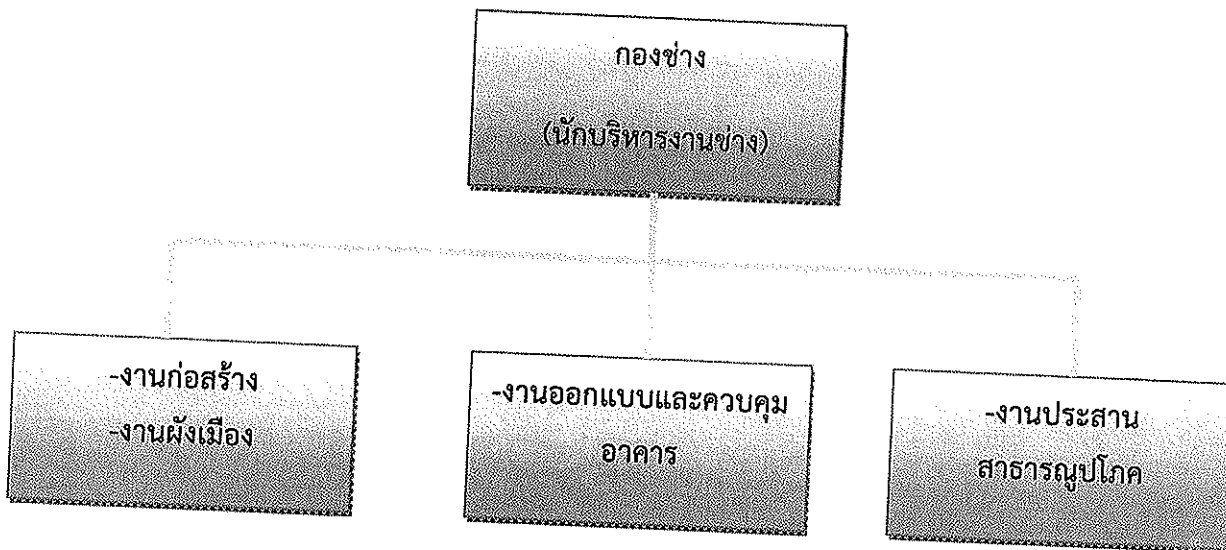 กองช่าง
(นักบริหารงานช่าง)
-งานก่อสร้าง
-งานผังเมือง
-งานออกแบบและควบคุม
อาคาร
-งานประสาน
สาธารณูปโภค